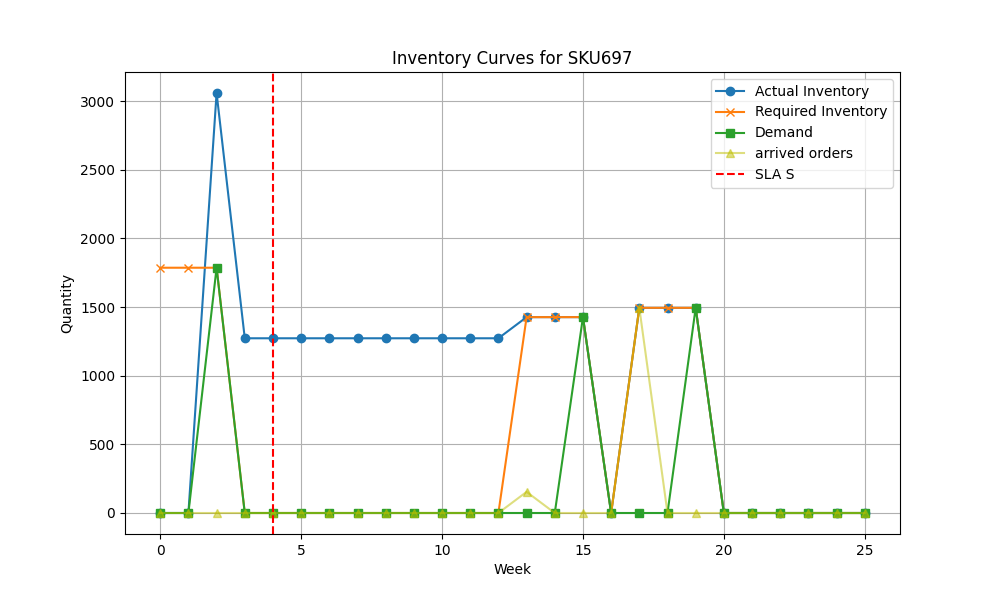 Inventory Curves for SKU697
Actual Inventory
Required Inventory
Demand
arrived orders
SLA S
Quantity
3000
2500
2000
1500
1000
500
0
0 5 10 15 20 25
Week